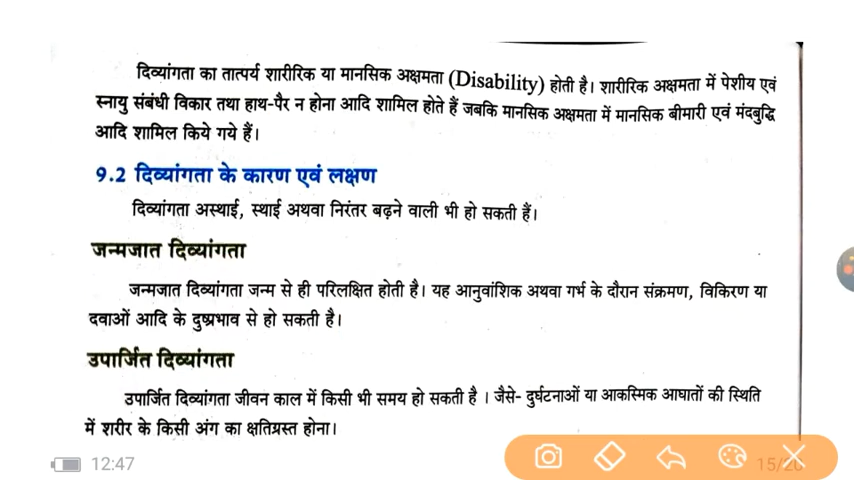 दिव्यांगता का तात्पर्य शारीरिक या मानसिक अक्षमता (Disability) होती है। शारीरिक अक्षमता में पेशीय एवं
स्नायु संबंधी विकार तथा हाथ-पैर न होना आदि शामिल होते हैं जबकि मानसिक अक्षमता में मानसिक बीमारी एवं मंदबुद्धि
आदि शामिल किये गये हैं।
9.2 दिव्यांगता के कारण एवं लक्षण
दिव्यांगता अस्थाई, स्थाई अथवा निरंतर बढ़ने वाली भी हो सकती हैं।
जन्मजात दिव्यांगता
जन्मजात दिव्यांगता जन्म से ही परिलक्षित होती है। यह आनुवांशिक अथवा गर्भ के दौरान संक्रमण, विकिरण या
दवाओं आदि के दुष्प्रभाव से हो सकती है।
उपार्जित दिव्यांगता
उपार्जित दिव्यांगता जीवन काल में किसी भी समय हो सकती है । जैसे- दुर्घटनाओं या आकस्मिक आघातों की स्थिति
में शरीर के किसी अंग का क्षतिग्रस्त होना।
12:47
15/20